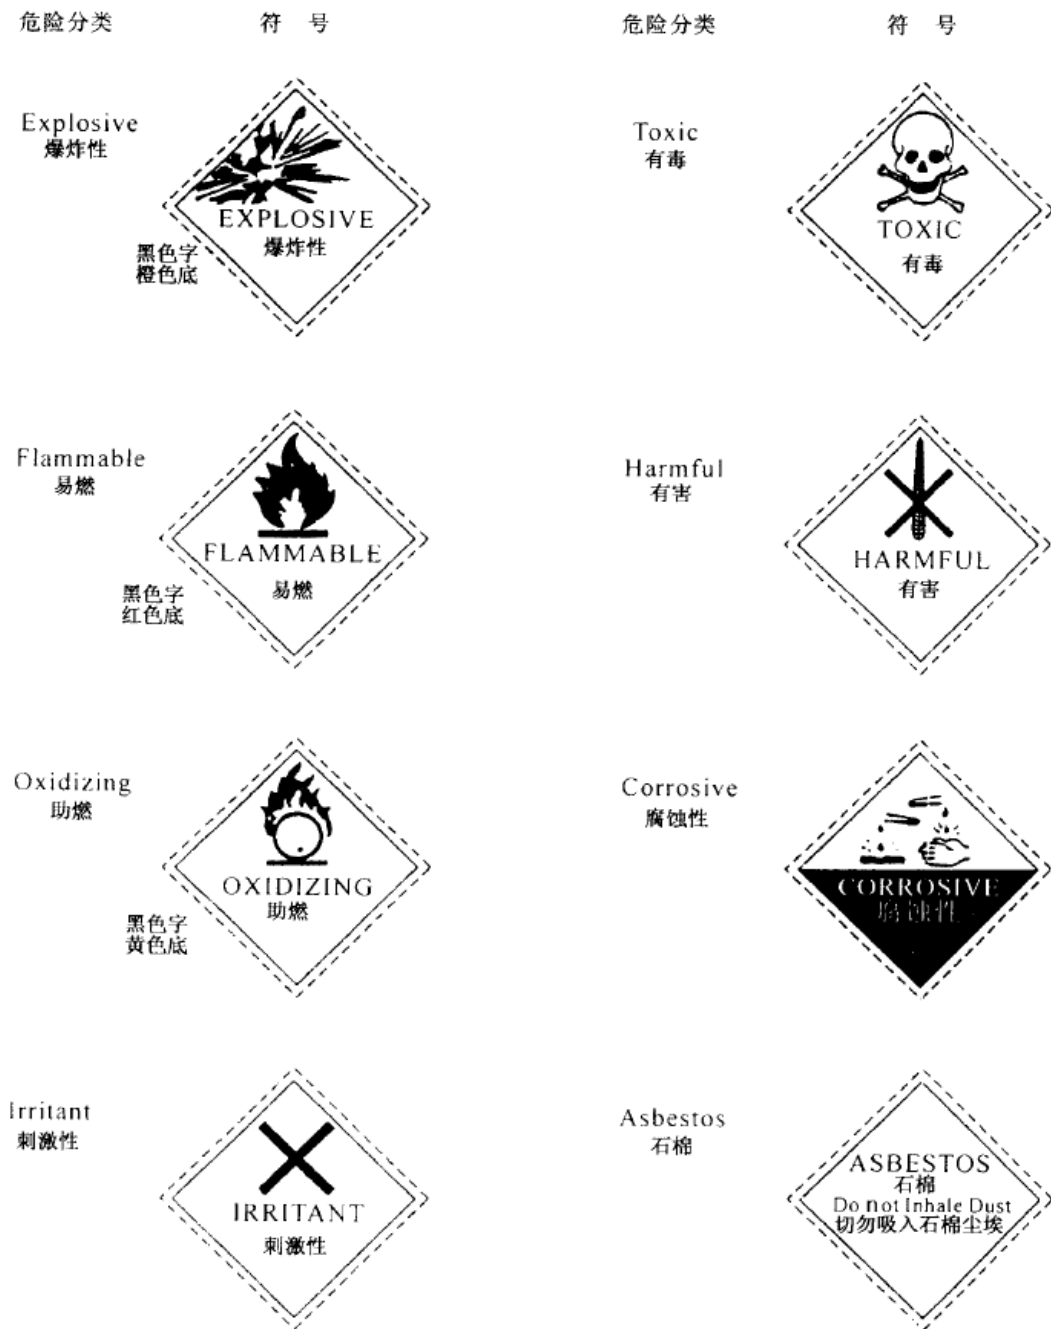 危险分类 符 号
Explosive
爆炸性
EXPLOSIVE
爆炸性
黑色字
橙色底
Flammable
易燃
FLAMMABLE
易燃
黑色字
红色底
Oxidizing
助燃
OXIDIZING
助燃
黑色字
黄色底
Irritant
刺激性
IRRITANT
刺激性
危险分类 符 号
Toxic
有毒
TOXIC
有毒
Harmful
有害
HARMFUL
有害
Corrosive
腐蚀性
CORROSIVE
腐蚀性
Asbestos
石棉
ASBESTOS
石棉
Do not Inhale Dust
切勿吸入石棉尘埃